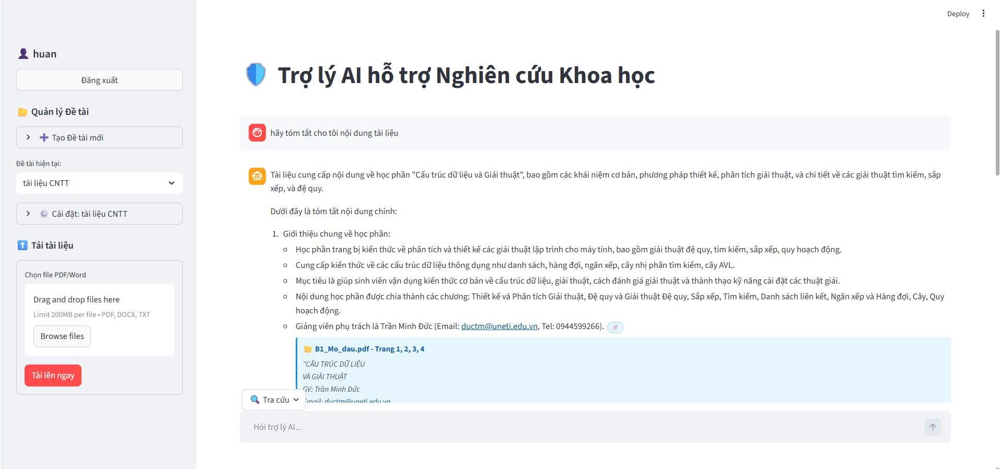 Deploy
huan
Đăng xuất
Quản lý Đề tài
Tạo Đề tài mới
Đề tài hiện tại:
tài liệu CNTT
Cài đặt: tài liệu CNTT
Tải tài liệu
Chọn file PDF/Word
Drag and drop files here
Limit 200MB per file • PDF, DOCX, TXT
Browse files
Tải lên ngay
Trợ lý AI hỗ trợ Nghiên cứu Khoa học
hãy tóm tắt cho tôi nội dung tài liệu
Tài liệu cung cấp nội dung về học phần "Cấu trúc dữ liệu và Giải thuật", bao gồm các khái niệm cơ bản, phương pháp thiết kế, phân tích giải thuật, và chi tiết về các giải thuật tìm kiếm, sắp
xếp, và đệ quy.
Dưới đây là tóm tắt nội dung chính:
1. Giới thiệu chung về học phần:
Học phần trang bị kiến thức về phân tích và thiết kế các giải thuật lập trình cho máy tính, bao gồm giải thuật đệ quy, tìm kiếm, sắp xếp, quy hoạch động.
Cung cấp kiến thức về các cấu trúc dữ liệu thông dụng như danh sách, hàng đợi, ngăn xếp, cây nhị phân tìm kiếm, cây AVL.
Mục tiêu là giúp sinh viên vận dụng kiến thức cơ bản về cấu trúc dữ liệu, giải thuật, cách đánh giá giải thuật và thành thạo kỹ năng cài đặt các thuật giải.
Nội dung học phần được chia thành các chương: Thiết kế và Phân tích Giải thuật, Đệ quy và Giải thuật Đệ quy, Sắp xếp, Tìm kiếm, Danh sách liên kết, Ngăn xếp và Hàng đợi, Cây, Quy
hoạch động.
Giảng viên phụ trách là Trần Minh Đức (Email: ductm@uneti.edu.vn, Tel: 0944599266).
B1_Mo_dau.pdf - Trang 1, 2, 3, 4
"CẤU TRÚC DỮ LIỆU
VÀ GIẢI THUẬT
GV: Trần Minh Đức
Email: ductm@uneti.edu.vn
Tra cứu
Hỏi trợ lý AI...